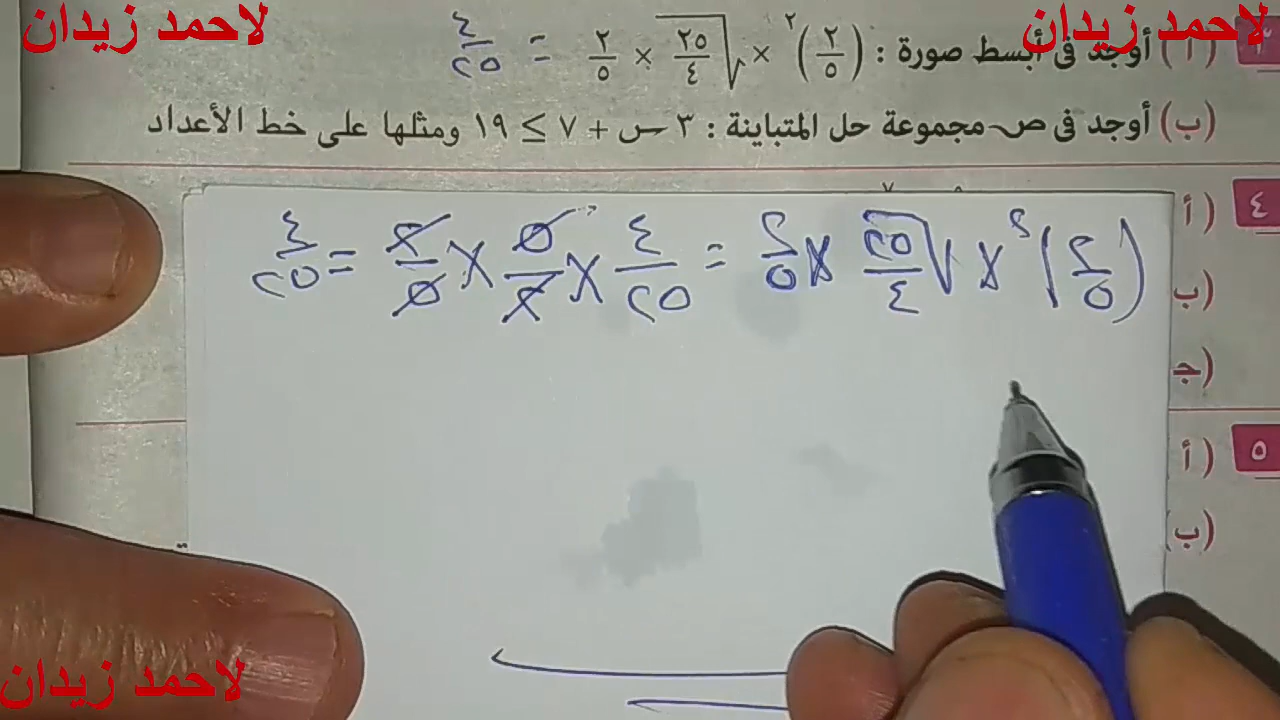 لاحمد زيدان
لاحمد زيدان
(أ) أوجد فى أبسط صورة : (٢/٥)^٢ × √(٢٥/٤) × ٢/٥ = ٤/٢٥
(ب) أوجد فى ص مجموعة حل المتباينة : ٣ س + ٧ ≥ ١٩ ومثلها على خط الأعداد
٤ (أ
(٢/٥)^٢ × √(٢٥/٤) × ٢/٥ = ٤/٢٥ × ٥/٢ × ٢/٥ = ٤/٢٥
(ب
(ج
٥ (أ
(ب)
لاحمد زيدان